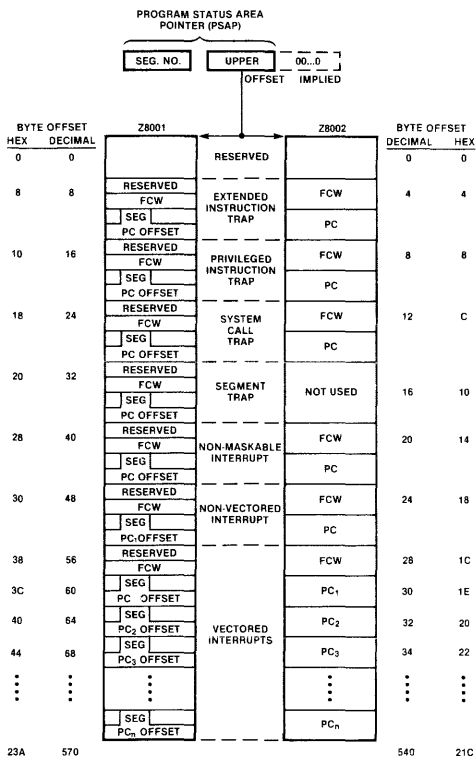 PROGRAM STATUS AREA
POINTER (PSAP)
SEG. NO. UPPER 00...0
OFFSET IMPLIED
BYTE OFFSET Z8001 Z8002 BYTE OFFSET
HEX DECIMAL DECIMAL HEX
0 0 RESERVED 0 0
8 8 RESERVED
FCW
SEG
PC OFFSET
EXTENDED
INSTRUCTION
TRAP
FCW
PC
4 4
10 16 RESERVED
FCW
SEG
PC OFFSET
PRIVILEGED
INSTRUCTION
TRAP
FCW
PC
8 8
18 24 RESERVED
FCW
SEG
PC OFFSET
SYSTEM
CALL
TRAP
FCW
PC
12 C
20 32 RESERVED
FCW
SEG
PC OFFSET
SEGMENT
TRAP
NOT USED
16 10
28 40 RESERVED
FCW
SEG
PC OFFSET
NON-MASKABLE
INTERRUPT
FCW
PC
20 14
30 48 RESERVED
FCW
SEG
PC₁OFFSET
NON-VECTORED
INTERRUPT
FCW
PC
24 18
38 56 RESERVED
FCW
FCW
28 1C
3C 60 SEG
PC OFFSET
PC₁
30 1E
40 64 SEG
PC₂ OFFSET
VECTORED
INTERRUPTS
PC₂
32 20
44 68 SEG
PC₃ OFFSET
PC₃
34 22
SEG
PCₙ OFFSET
PCₙ
23A 570 540 21C